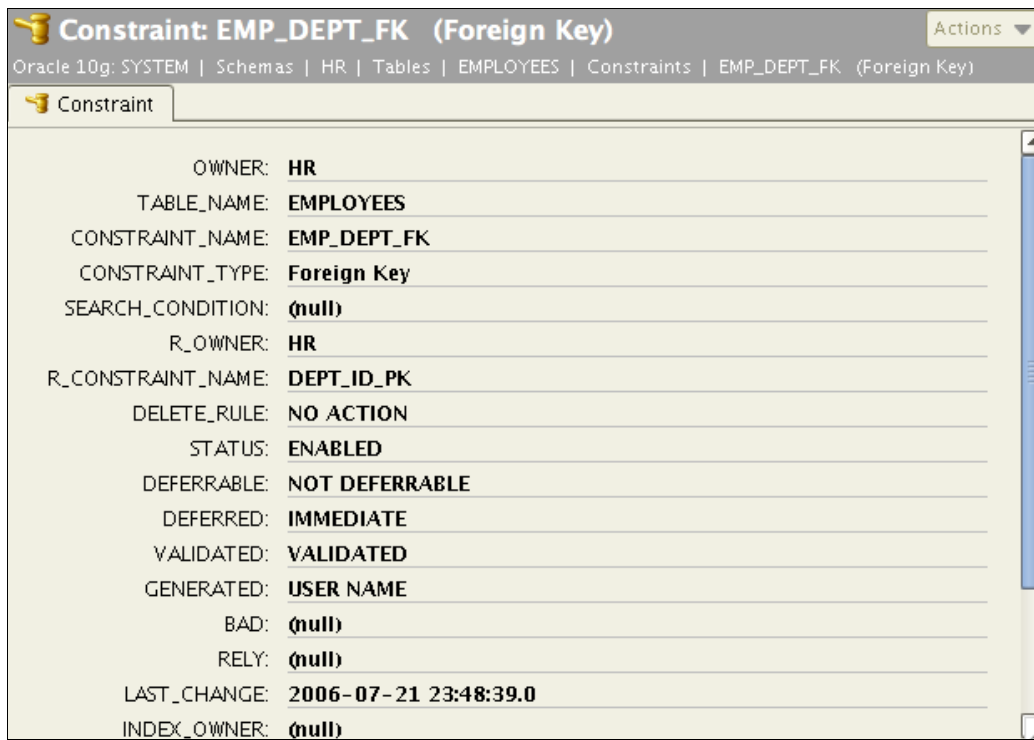 Constraint: EMP_DEPT_FK (Foreign Key)
Actions
Oracle 10g: SYSTEM | Schemas | HR | Tables | EMPLOYEES | Constraints | EMP_DEPT_FK (Foreign Key)
Constraint
OWNER: HR
TABLE_NAME: EMPLOYEES
CONSTRAINT_NAME: EMP_DEPT_FK
CONSTRAINT_TYPE: Foreign Key
SEARCH_CONDITION: (null)
R_OWNER: HR
R_CONSTRAINT_NAME: DEPT_ID_PK
DELETE_RULE: NO ACTION
STATUS: ENABLED
DEFERRABLE: NOT DEFERRABLE
DEFERRED: IMMEDIATE
VALIDATED: VALIDATED
GENERATED: USER NAME
BAD: (null)
RELY: (null)
LAST_CHANGE: 2006-07-21 23:48:39.0
INDEX_OWNER: (null)